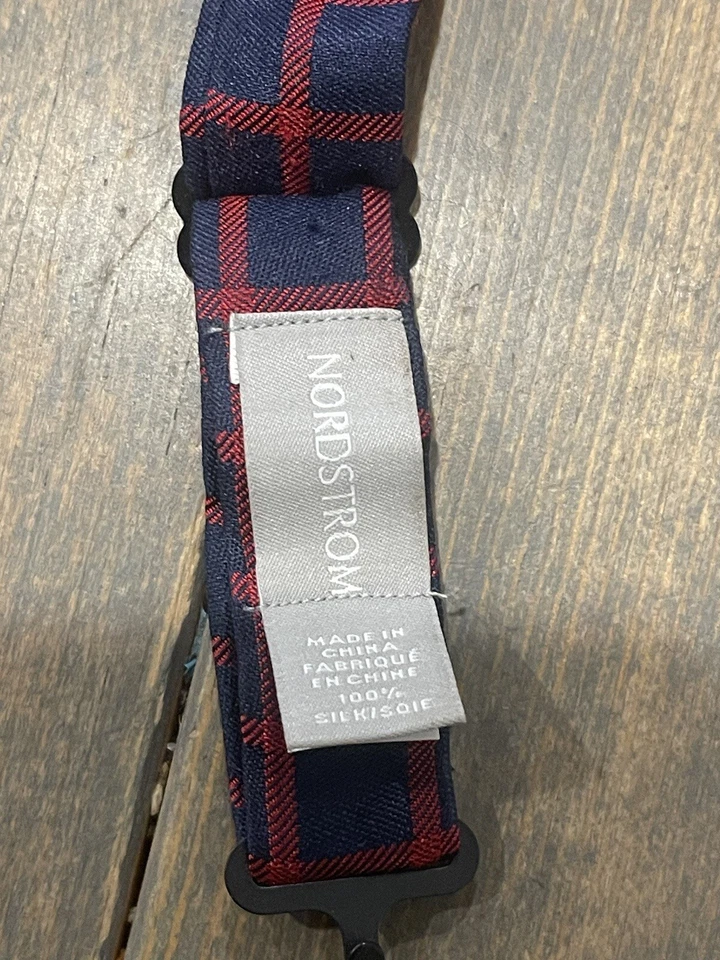 NORDSTROM
MADE IN
CHINA
FABRIQUÉ
EN CHINE
100%
SILK/SOIE